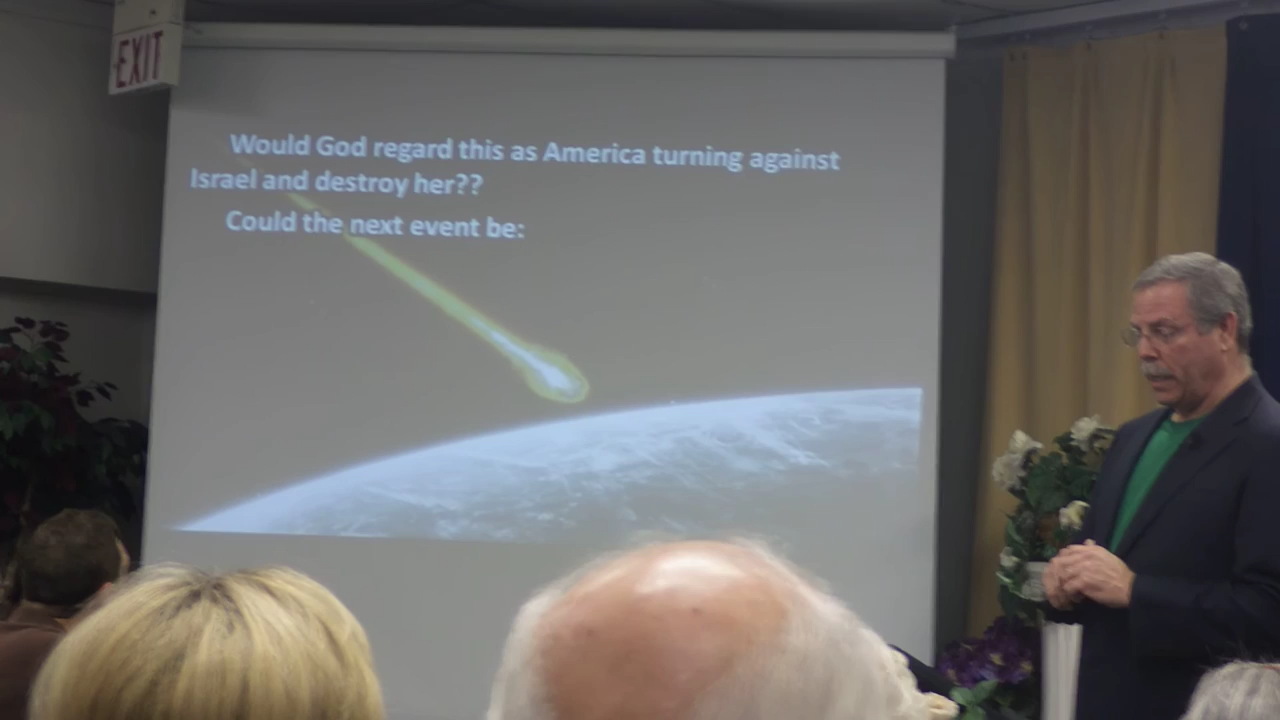 EXIT
Would God regard this as America turning against
Israel and destroy her??
Could the next event be: